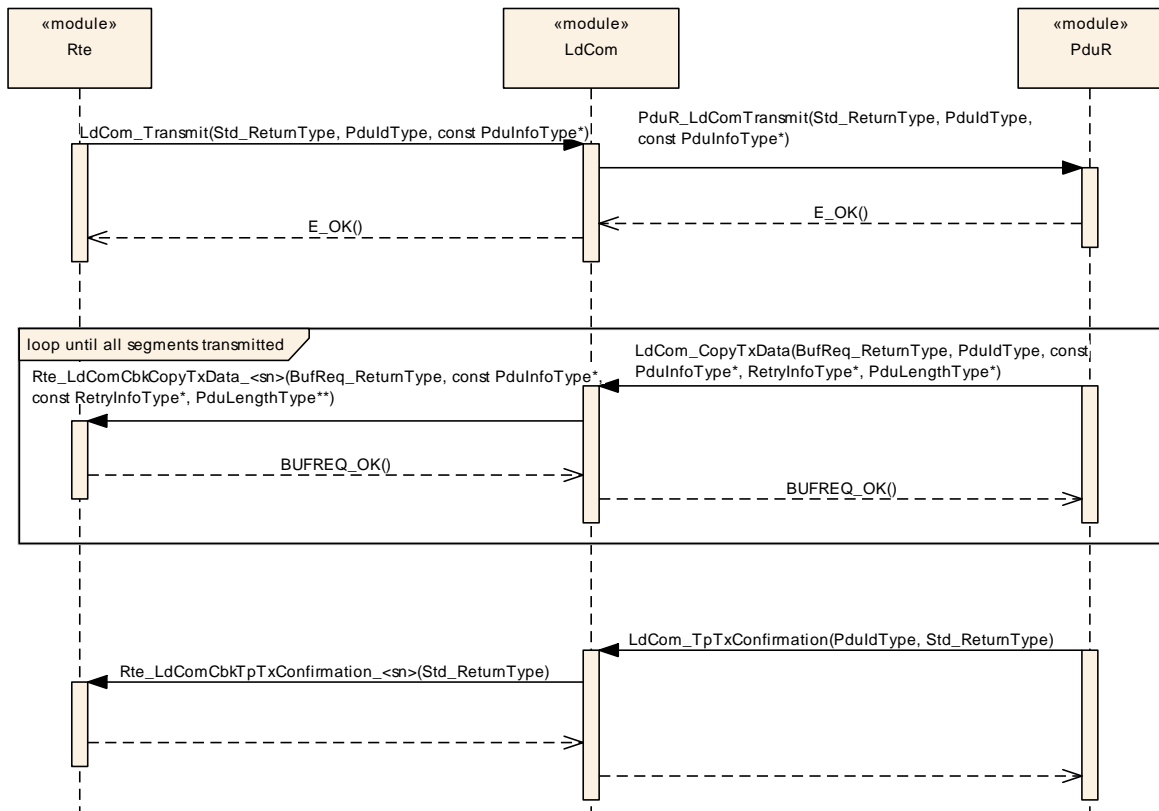 «module»
Rte
«module»
LdCom
«module»
PduR
LdCom_Transmit(Std_ReturnType, PduIdType, const PduInfoType*)
PduR_LdComTransmit(Std_ReturnType, PduIdType,
const PduInfoType*)
E_OK()
E_OK()
loop until all segments transmitted
LdCom_CopyTxData(BufReq_ReturnType, PduIdType, const
PduInfoType*, RetryInfoType*, PduLengthType*)
Rte_LdComCbkCopyTxData_<sn>(BufReq_ReturnType, const PduInfoType*,
const RetryInfoType*, PduLengthType**)
BUFREQ_OK()
BUFREQ_OK()
LdCom_TpTxConfirmation(PduIdType, Std_ReturnType)
Rte_LdComCbkTpTxConfirmation_<sn>(Std_ReturnType)